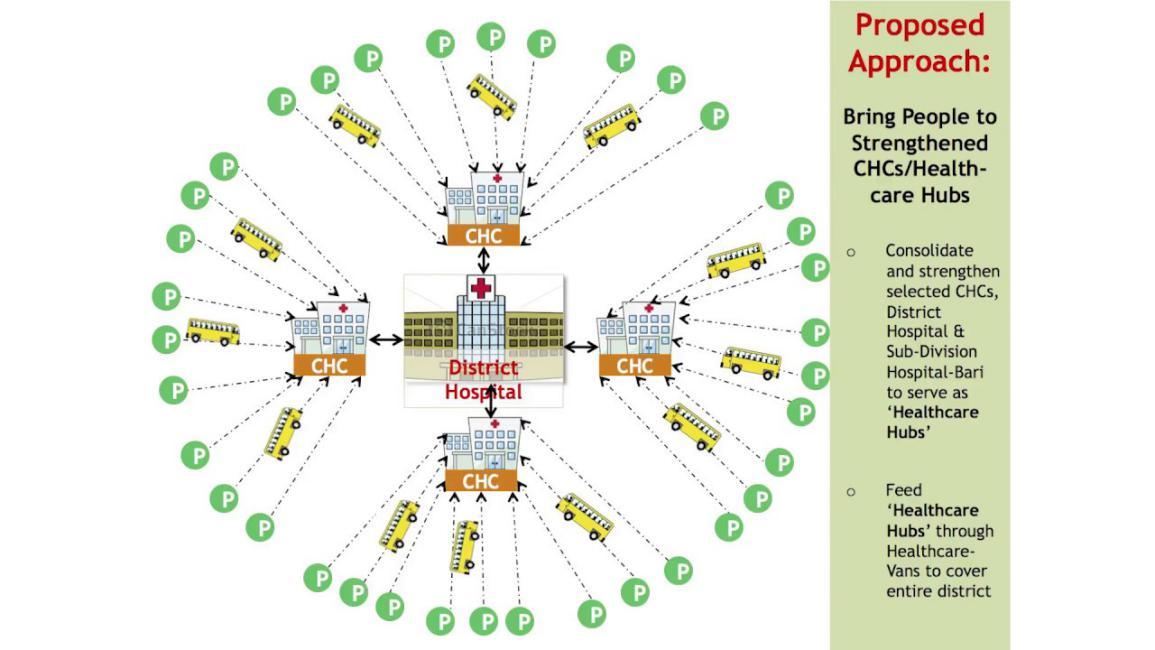 P
P
P
P
P
P
P
P
P
CHC
P
P
P
P
P
P
P
P
P
CHC
District
Hospital
P
P
P
P
P
P
P
P
P
CHC
CHC
P
P
P
P
P
P
P
P
P
Proposed
Approach:
Bring People to
Strengthened
CHCs/Health-
care Hubs
o Consolidate
and strengthen
selected CHCs,
District
Hospital &
Sub-Division
Hospital-Bari
to serve as
‘Healthcare
Hubs’
o Feed
‘Healthcare
Hubs’ through
Healthcare-
Vans to cover
entire district